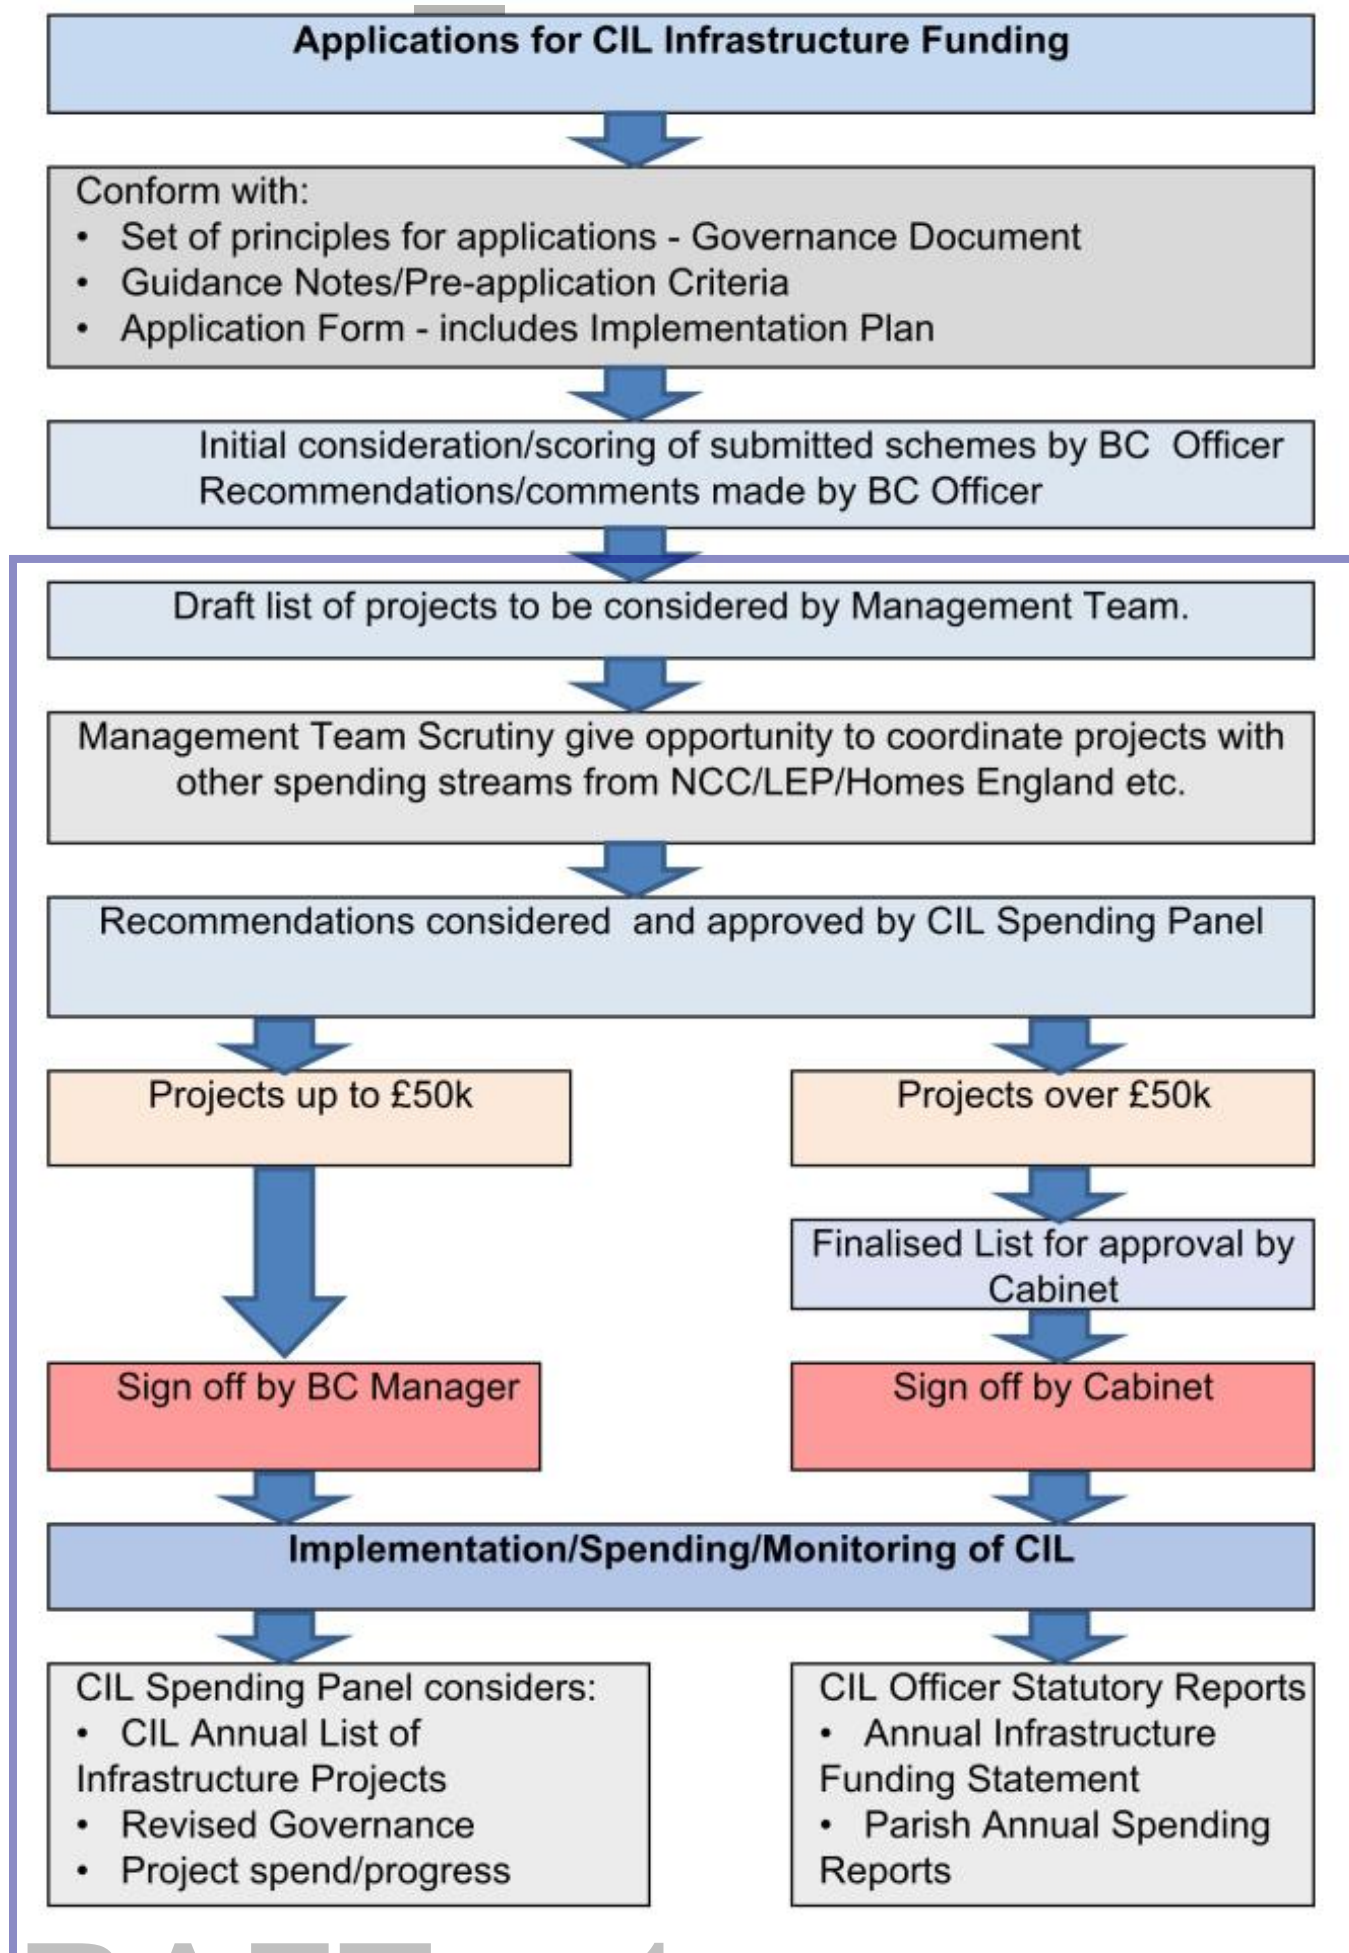 Applications for CIL Infrastructure Funding
Conform with:
• Set of principles for applications - Governance Document
• Guidance Notes/Pre-application Criteria
• Application Form - includes Implementation Plan
Initial consideration/scoring of submitted schemes by BC Officer
Recommendations/comments made by BC Officer
Draft list of projects to be considered by Management Team.
Management Team Scrutiny give opportunity to coordinate projects with
other spending streams from NCC/LEP/Homes England etc.
Recommendations considered and approved by CIL Spending Panel
Projects up to £50k
Projects over £50k
Finalised List for approval by
Cabinet
Sign off by BC Manager
Sign off by Cabinet
Implementation/Spending/Monitoring of CIL
CIL Spending Panel considers:
• CIL Annual List of
Infrastructure Projects
• Revised Governance
• Project spend/progress
CIL Officer Statutory Reports
• Annual Infrastructure
Funding Statement
• Parish Annual Spending
Reports